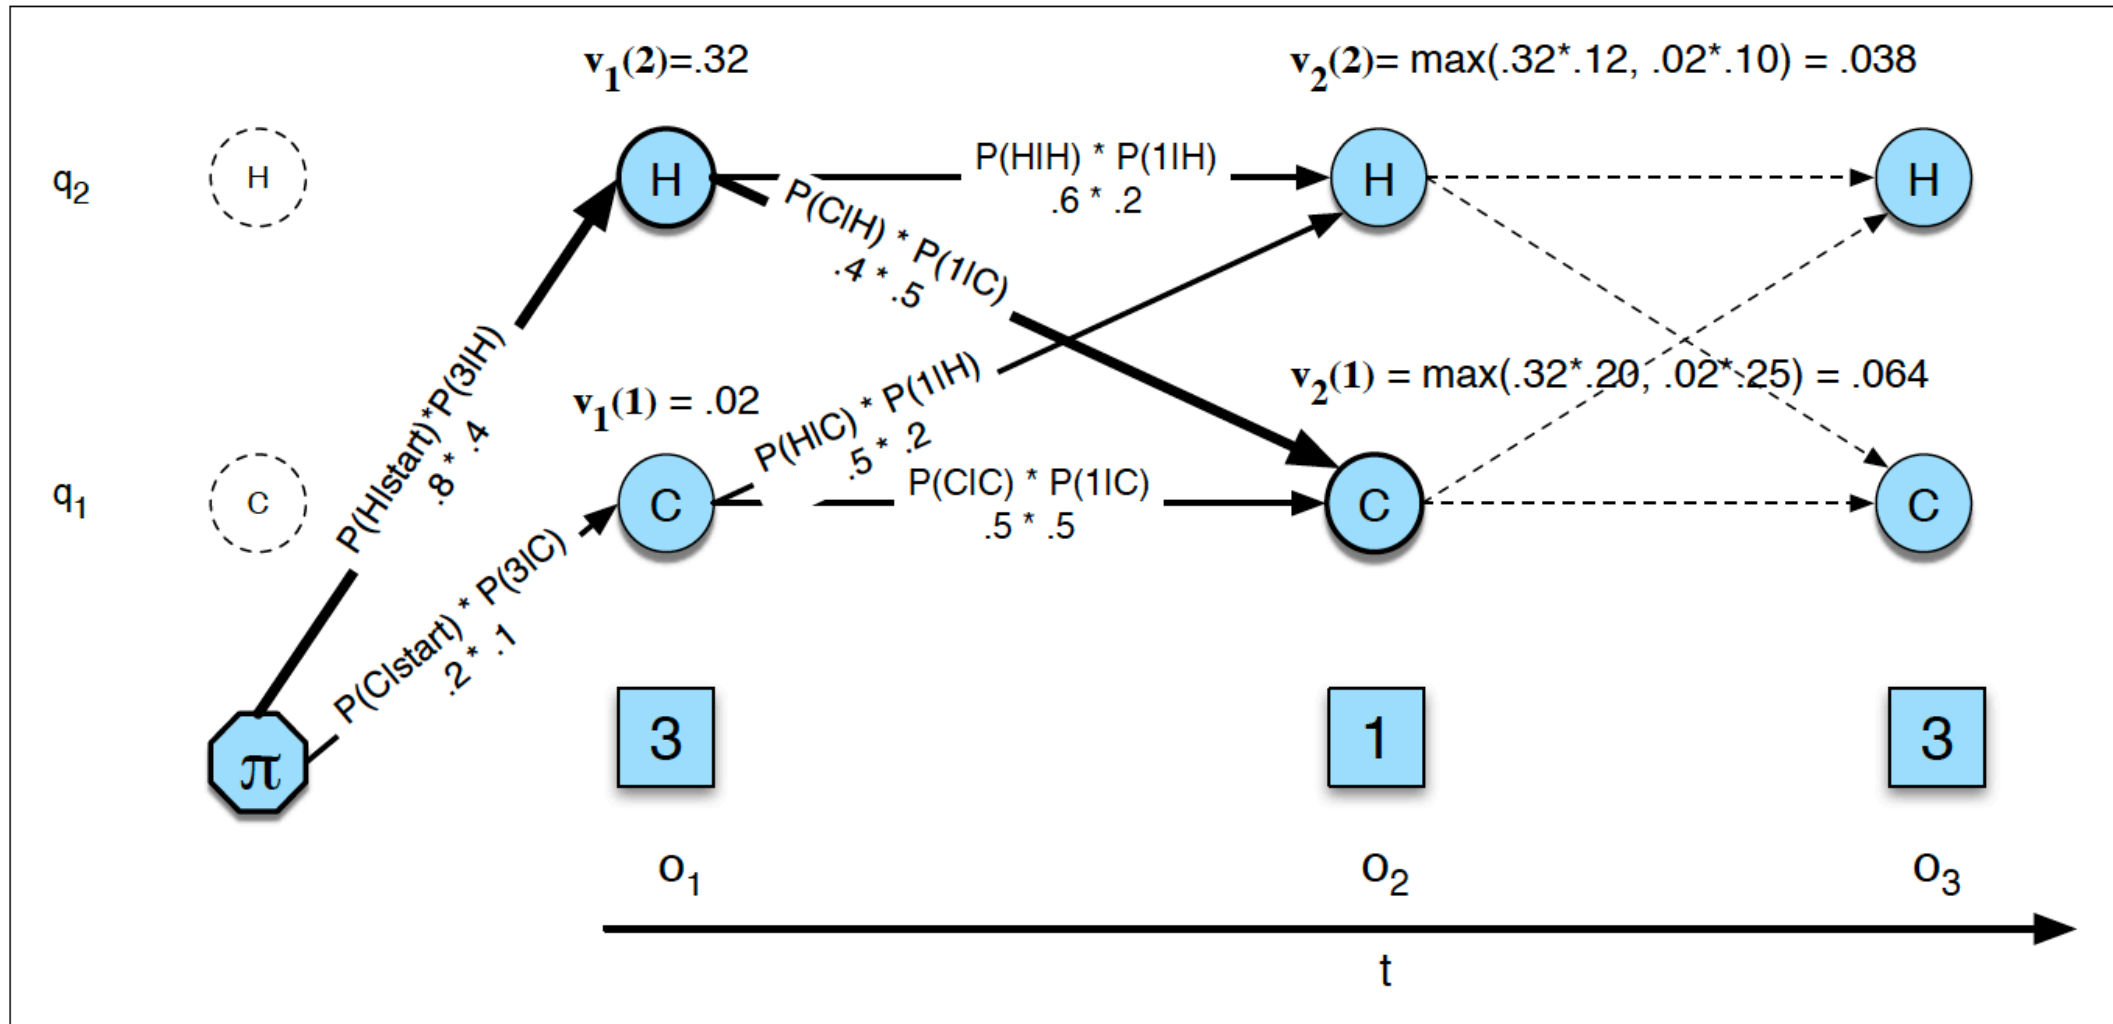 v₁(2)=.32
v₂(2)= max(.32*.12, .02*.10) = .038
q₂
H
H
P(H|H) * P(1|H)
.6 * .2
H
H
P(C|H) * P(1|C)
.4 * .5
P(H|start)*P(3|H)
.8 * .4
v₁(1) = .02
P(H|C) * P(1|H)
.5 * .2
v₂(1) = max(.32*.20, .02*.25) = .064
q₁
C
C
P(C|C) * P(1|C)
.5 * .5
C
C
P(C|start) * P(3|C)
.2 * .1
π
3
1
3
o₁
o₂
o₃
t